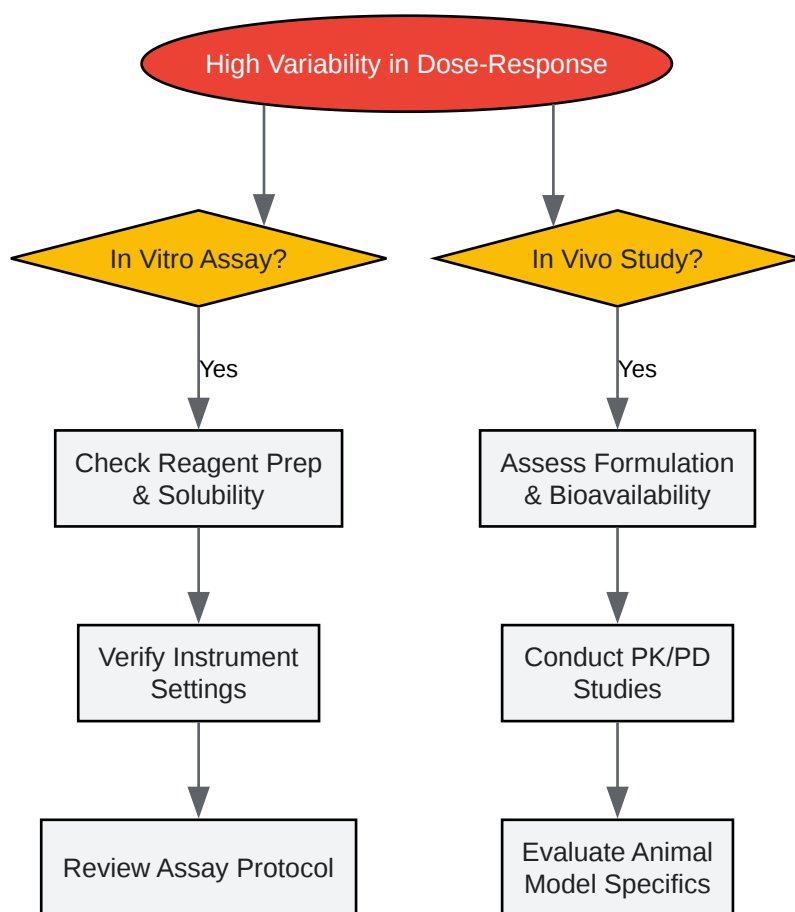 High Variability in Dose-Response
In Vitro Assay?
In Vivo Study?
Yes
Yes
Check Reagent Prep
& Solubility
Assess Formulation
& Bioavailability
Verify Instrument
Settings
Conduct PK/PD
Studies
Review Assay Protocol
Evaluate Animal
Model Specifics